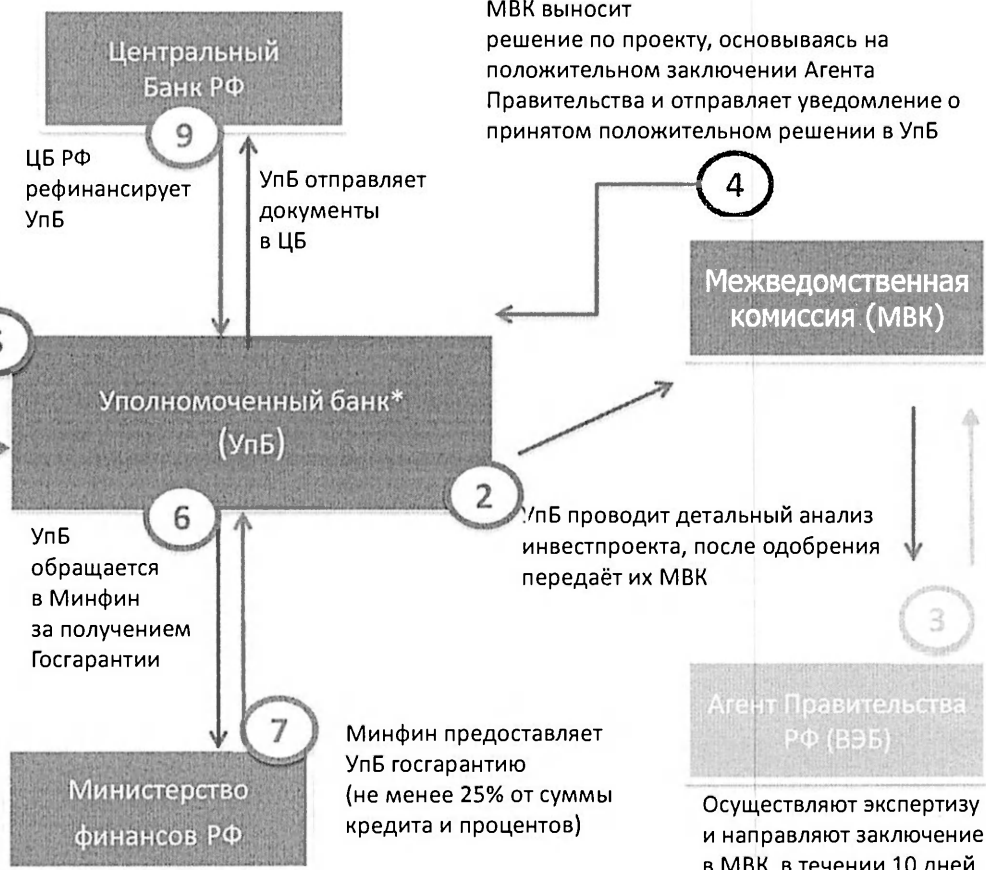 МВК выносит
решение по проекту, основываясь на
положительном заключении Агента
Правительства и отправляет уведомление о
принятом положительном решении в УпБ
Центральный
Банк РФ
9
ЦБ РФ
рефинансирует
УпБ
УпБ отправляет
документы
в ЦБ
4
Межведомственная
комиссия (МВК)
Уполномоченный банк*
(УпБ)
2
УпБ проводит детальный анализ
инвестпроекта, после одобрения
передаёт их МВК
6
УпБ
обращается
в Минфин
за получением
Госгарантии
3
Агент Правительства
РФ (ВЭБ)
7
Минфин предоставляет
УпБ госгарантию
(не менее 25% от суммы
кредита и процентов)
Министерство
финансов РФ
Осуществляют экспертизу
и направляют заключение
в МВК в течении 10 дней